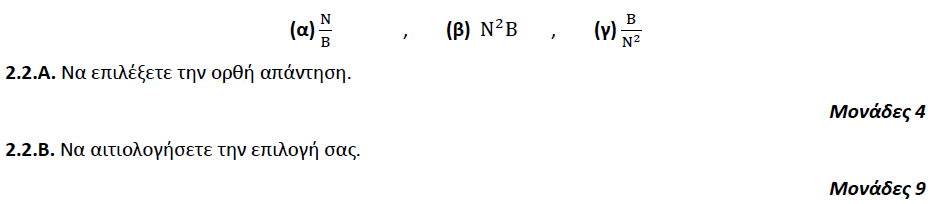 (α) N/B , (β) N²B , (γ) B/N²
2.2.A. Να επιλέξετε την ορθή απάντηση.
Μονάδες 4
2.2.B. Να αιτιολογήσετε την επιλογή σας.
Μονάδες 9